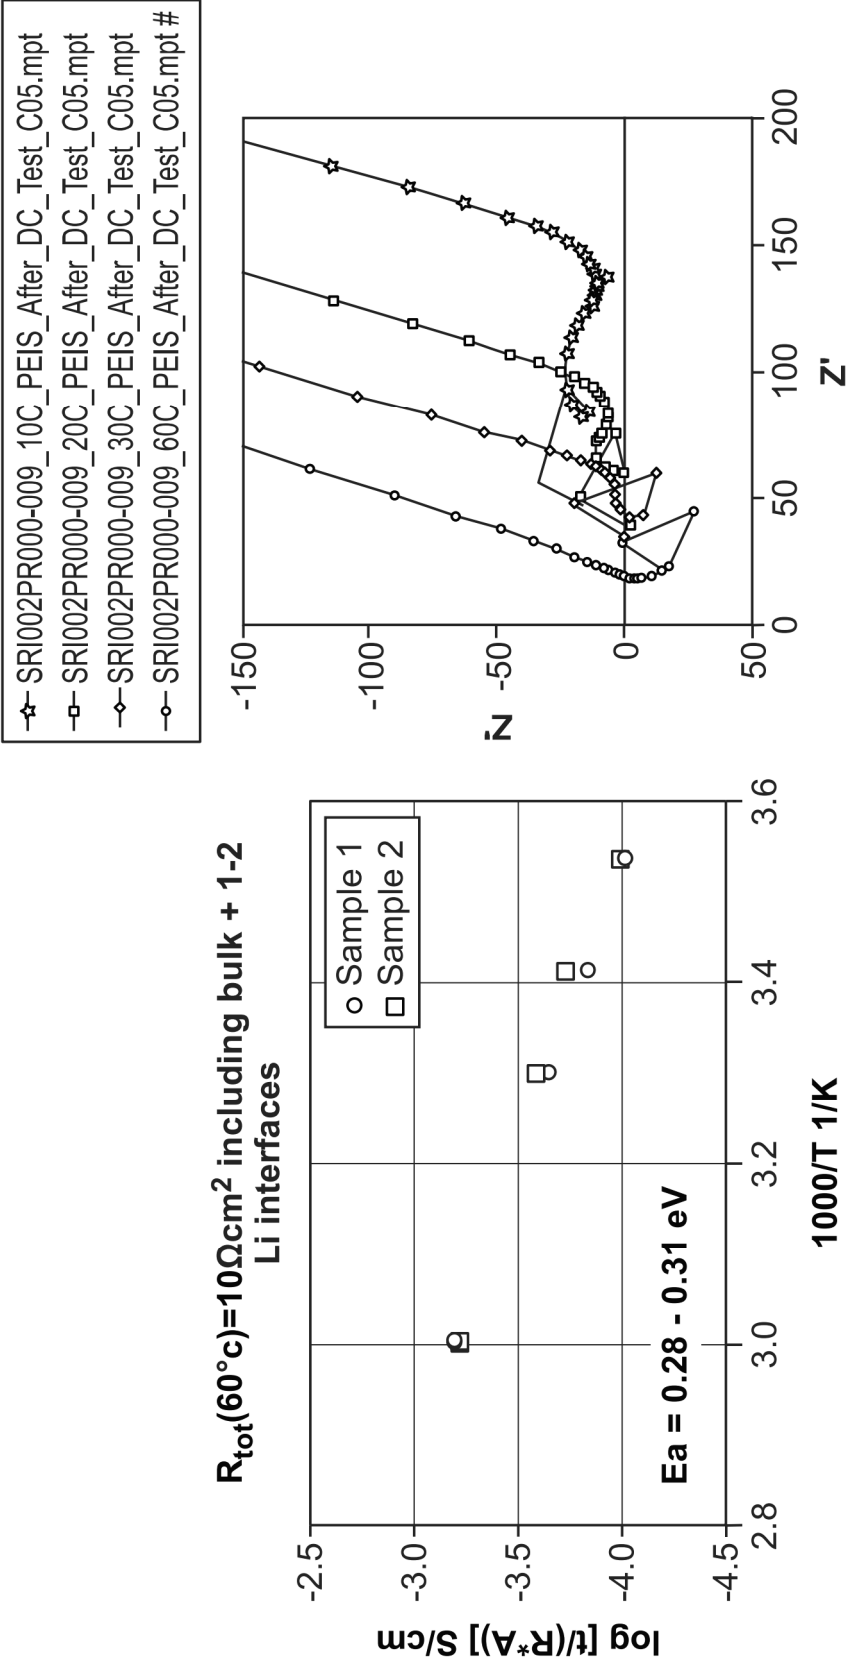 R_tot(60°c)=10Ωcm² including bulk + 1-2
Li interfaces
-2.5
-3.0
-3.5
-4.0
-4.5
log [t/(R*A)] S/cm
Sample 1
Sample 2
Ea = 0.28 - 0.31 eV
2.8
3.0
3.2
3.4
3.6
1000/T 1/K
SRI002PR000-009_10C_PEIS_After_DC_Test_C05.mpt
SRI002PR000-009_20C_PEIS_After_DC_Test_C05.mpt
SRI002PR000-009_30C_PEIS_After_DC_Test_C05.mpt
SRI002PR000-009_60C_PEIS_After_DC_Test_C05.mpt #
-150
-100
-50
0
50
Z"
0
50
100
150
200
Z'